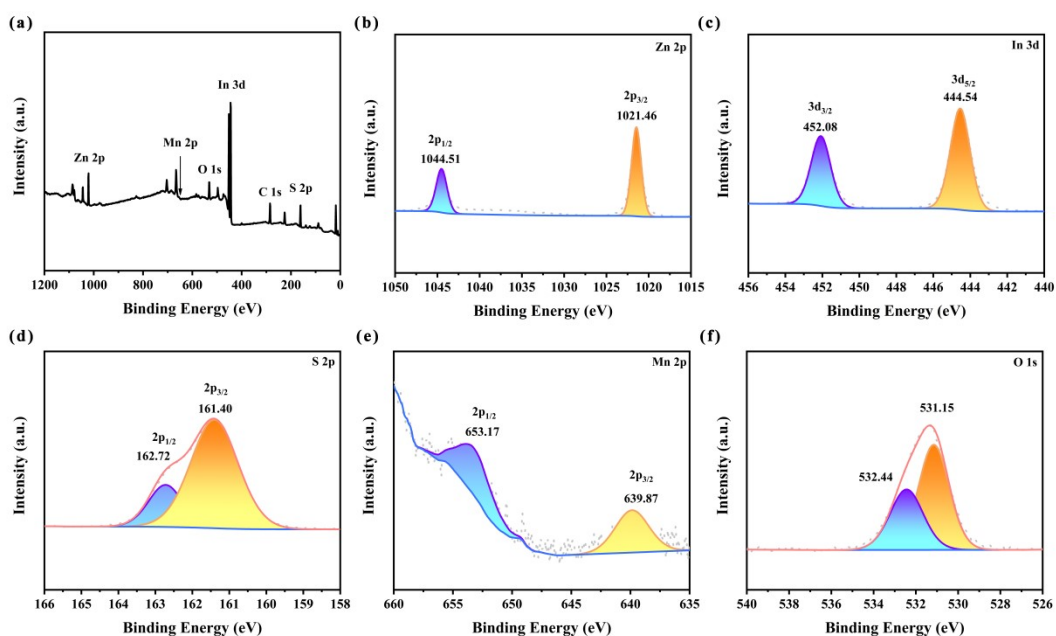 (a)
In 3d
Zn 2p
Mn 2p
O 1s
C 1s
S 2p
Intensity (a.u.)
1200 1000 800 600 400 200 0
Binding Energy (eV)
(b)
Zn 2p
2p3/2
1021.46
2p1/2
1044.51
Intensity (a.u.)
1050 1045 1040 1035 1030 1025 1020 1015
Binding Energy (eV)
(c)
In 3d
3d5/2
444.54
3d3/2
452.08
Intensity (a.u.)
456 454 452 450 448 446 444 442 440
Binding Energy (eV)
(d)
S 2p
2p3/2
161.40
2p1/2
162.72
Intensity (a.u.)
166 165 164 163 162 161 160 159 158
Binding Energy (eV)
(e)
Mn 2p
2p1/2
653.17
2p3/2
639.87
Intensity (a.u.)
660 655 650 645 640 635
Binding Energy (eV)
(f)
O 1s
531.15
532.44
Intensity (a.u.)
540 538 536 534 532 530 528 526
Binding Energy (eV)